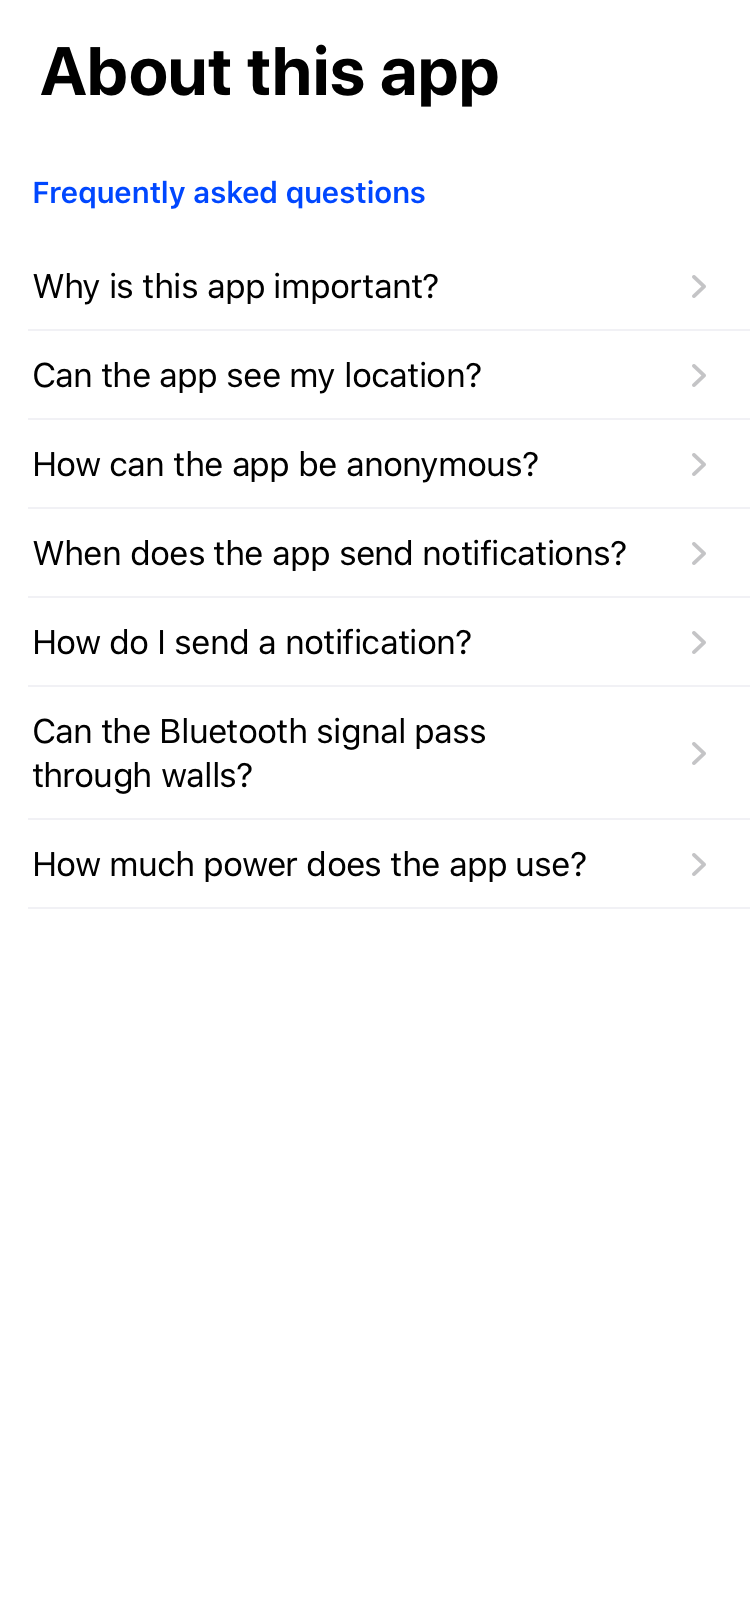 About this app
Frequently asked questions
Why is this app important?
Can the app see my location?
How can the app be anonymous?
When does the app send notifications?
How do I send a notification?
Can the Bluetooth signal pass
through walls?
How much power does the app use?